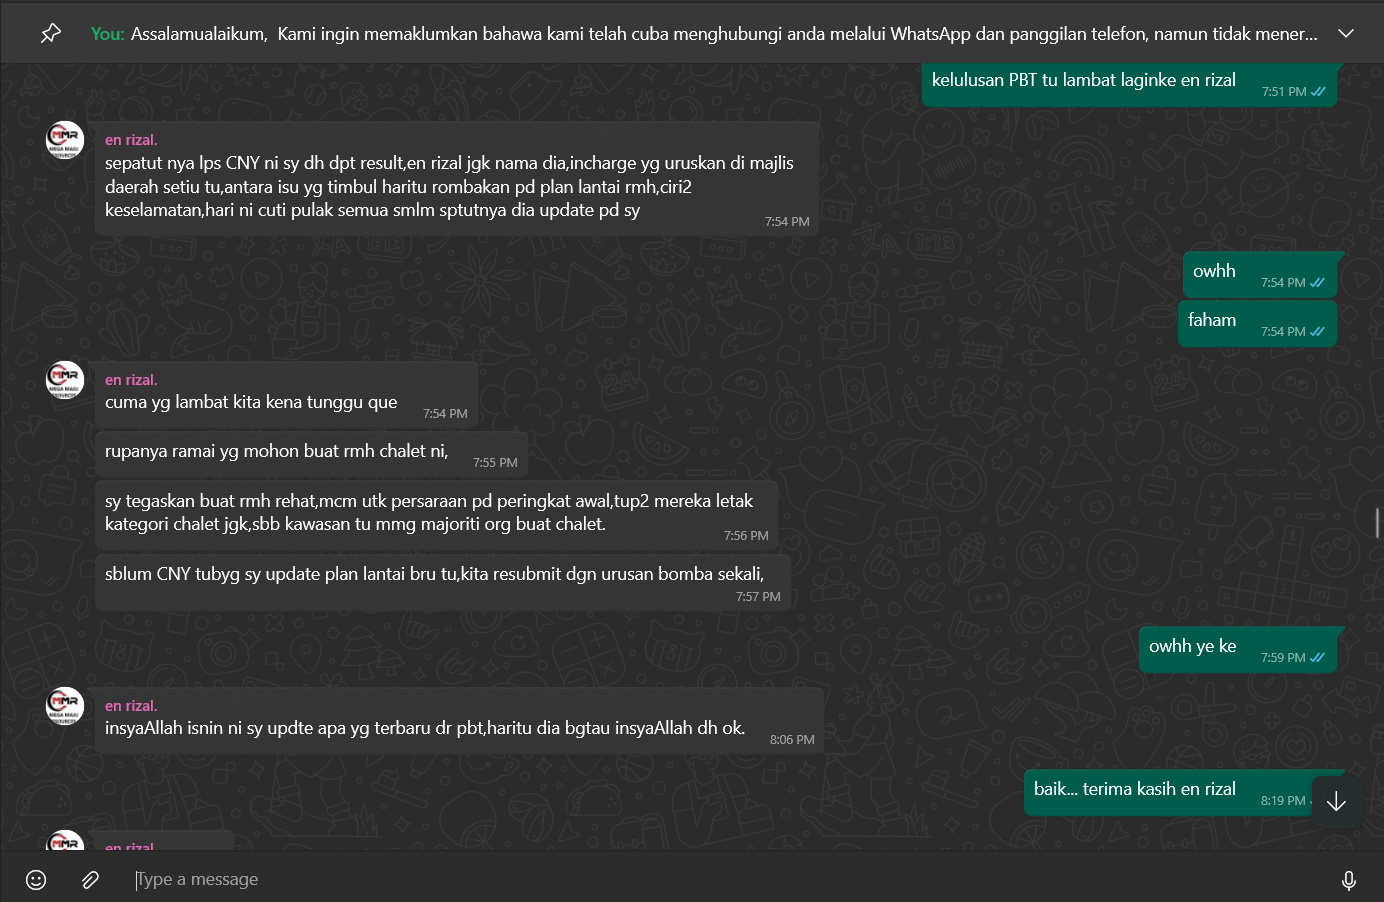 You: Assalamualaikum, Kami ingin memaklumkan bahawa kami telah cuba menghubungi anda melalui WhatsApp dan panggilan telefon, namun tidak mener...
kelulusan PBT tu lambat laginke en rizal
7:51 PM
MMR
MEGA MAJU
en rizal.
sepatut nya lps CNY ni sy dh dpt result,en rizal jgk nama dia,incharge yg uruskan di majlis
daerah setiu tu,antara isu yg timbul haritu rombakan pd plan lantai rmh,ciri2
keselamatan,hari ni cuti pulak semua smlm sptutnya dia update pd sy
7:54 PM
owhh
7:54 PM
faham
7:54 PM
MMR
MEGA MAJU
en rizal.
cuma yg lambat kita kena tunggu que
7:54 PM
rupanya ramai yg mohon buat rmh chalet ni,
7:55 PM
sy tegaskan buat rmh rehat,mcm utk persaraan pd peringkat awal,tup2 mereka letak
kategori chalet jgk,sbb kawasan tu mmg majoriti org buat chalet.
7:56 PM
sblum CNY tubyg sy update plan lantai bru tu,kita resubmit dgn urusan bomba sekali,
7:57 PM
owhh ye ke
7:59 PM
MMR
MEGA MAJU
en rizal.
insyaAllah isnin ni sy updte apa yg terbaru dr pbt,haritu dia bgtau insyaAllah dh ok.
8:06 PM
baik... terima kasih en rizal
8:19 PM
MMR
en rizal.
Type a message